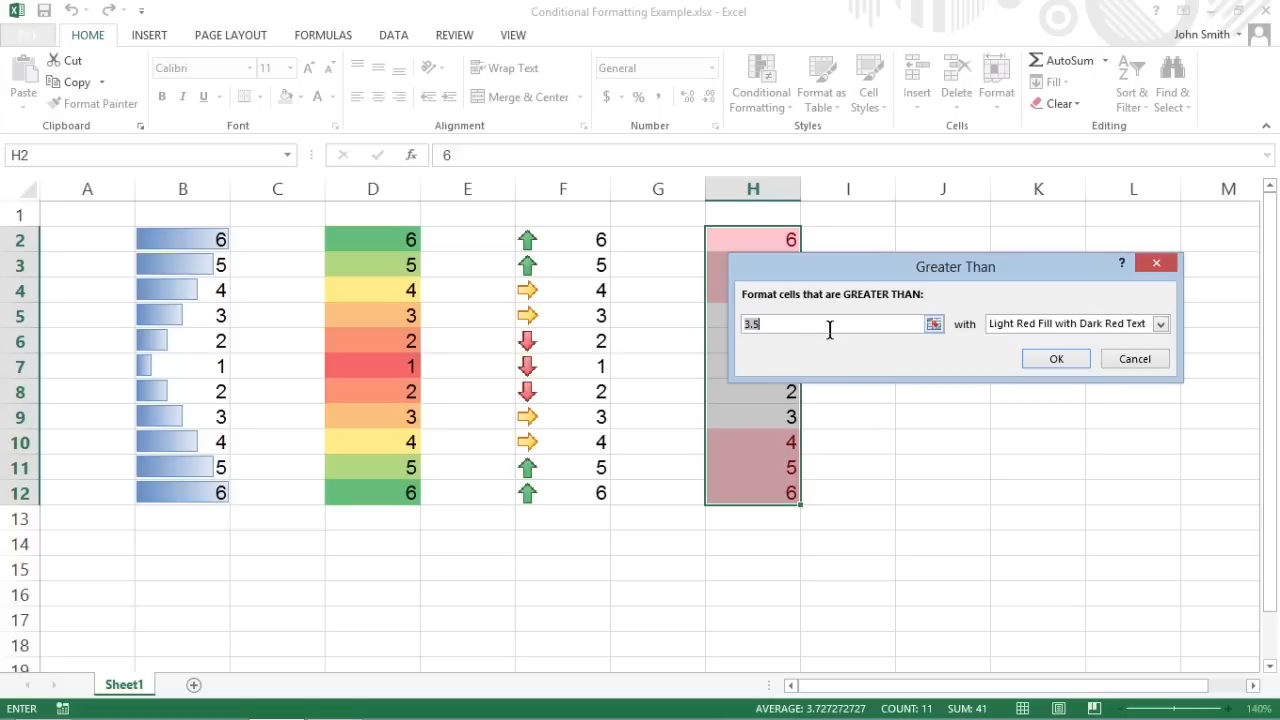 Conditional Formatting Example.xlsx - Excel
HOME INSERT PAGE LAYOUT FORMULAS DATA REVIEW VIEW John Smith
Paste
Cut
Copy
Format Painter
Clipboard
Calibri 11
B I U
Font
Wrap Text
Merge & Center
Alignment
General
$ % ,
Number
Conditional Formatting
Format as Table
Cell Styles
Styles
Insert Delete Format
Cells
AutoSum
Fill
Clear
Sort & Filter
Find & Select
Editing
H2 fx 6
A B C D E F G H I J K L M
1
2 6 6 6 6
3 5 5 5
4 4 4 4
5 3 3 3
6 2 2 2
7 1 1 1
8 2 2 2 2
9 3 3 3 3
10 4 4 4 4
11 5 5 5 5
12 6 6 6 6
13
14
15
16
17
18
19
Greater Than ?
Format cells that are GREATER THAN:
3.5 with Light Red Fill with Dark Red Text
OK Cancel
Sheet1
ENTER AVERAGE: 3.727272727 COUNT: 11 SUM: 41 140%